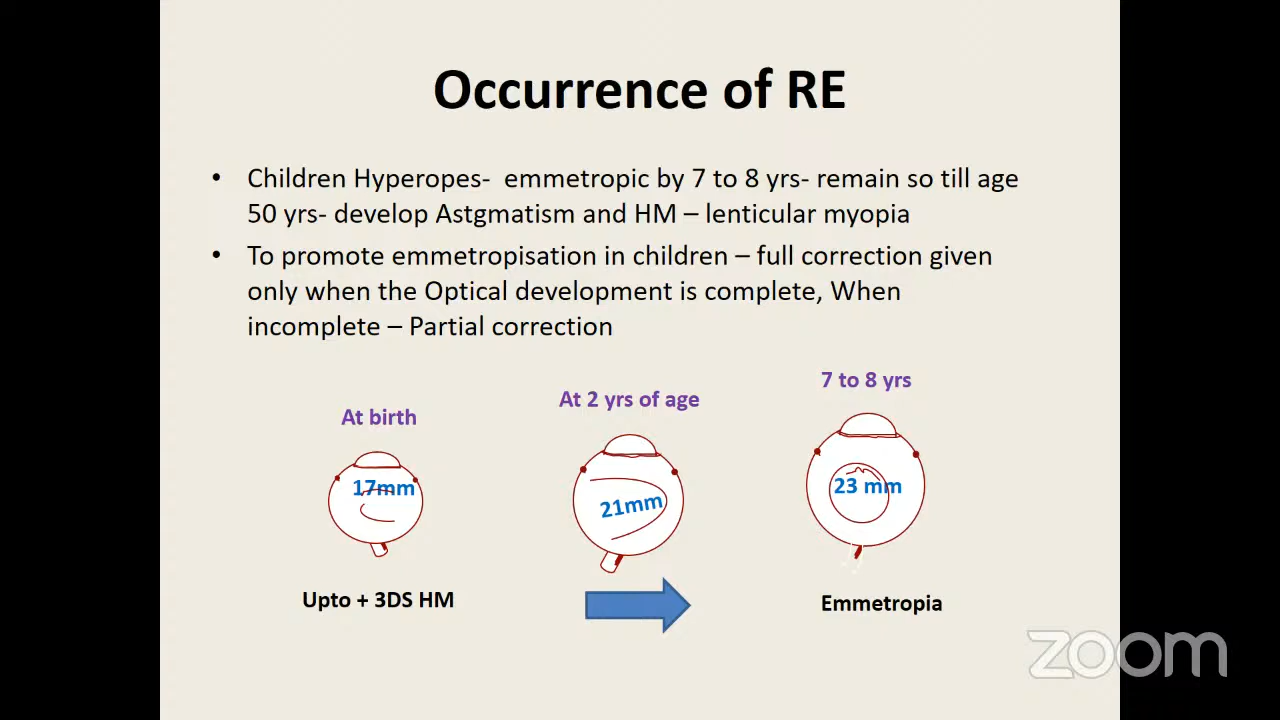 Occurrence of RE
• Children Hyperopes-  emmetropic by 7 to 8 yrs- remain so till age
50 yrs- develop Astgmatism and HM – lenticular myopia
• To promote emmetropisation in children – full correction given
only when the Optical development is complete, When
incomplete – Partial correction
At birth
At 2 yrs of age
7 to 8 yrs
17mm
21mm
23 mm
Upto + 3DS HM
Emmetropia
zoom